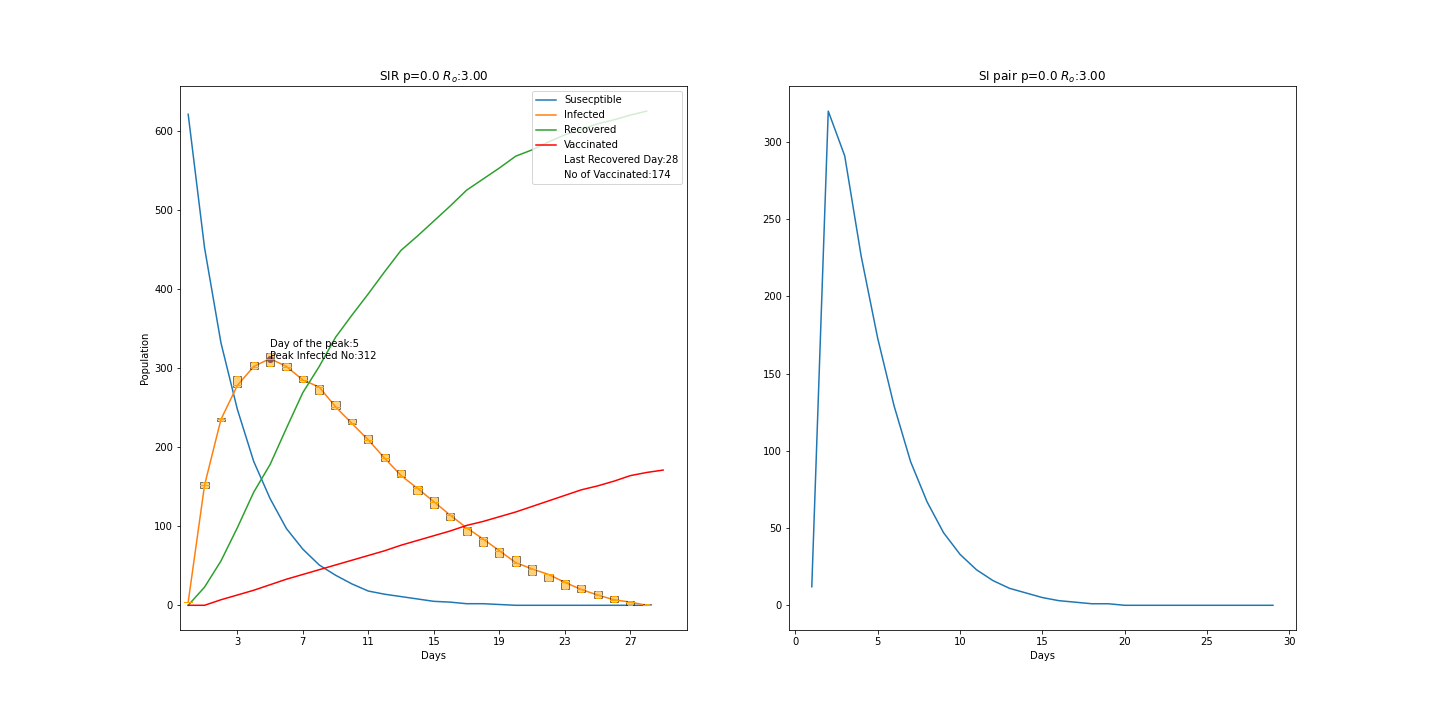 SIR p=0.0 Rₒ:3.00
Susecptible
Infected
Recovered
Vaccinated
Last Recovered Day:28
No of Vaccinated:174
Day of the peak:5
Peak Infected No:312
Population
600
500
400
300
200
100
0
3 7 11 15 19 23 27
Days
SI pair p=0.0 Rₒ:3.00
300
250
200
150
100
50
0
0 5 10 15 20 25 30
Days